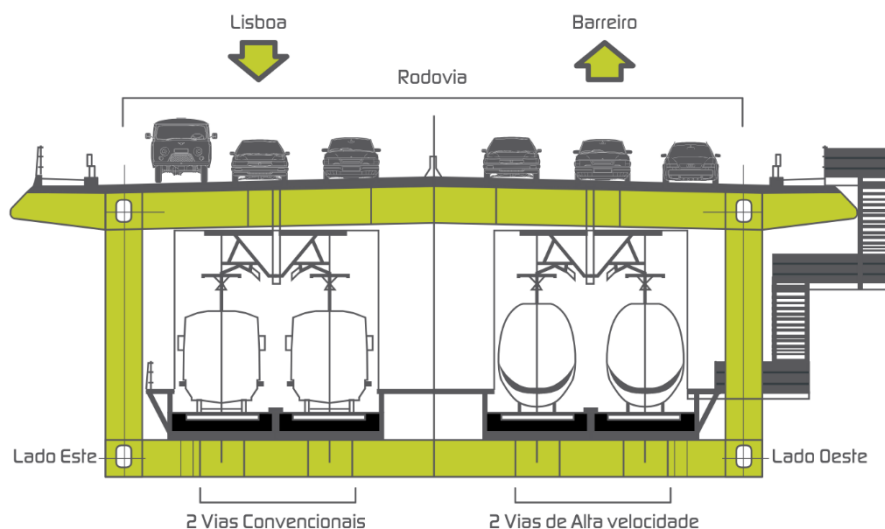 Lisboa
Barreiro
Rodovia
Lado Este
Lado Oeste
2 Vias Convencionais
2 Vias de Alta velocidade